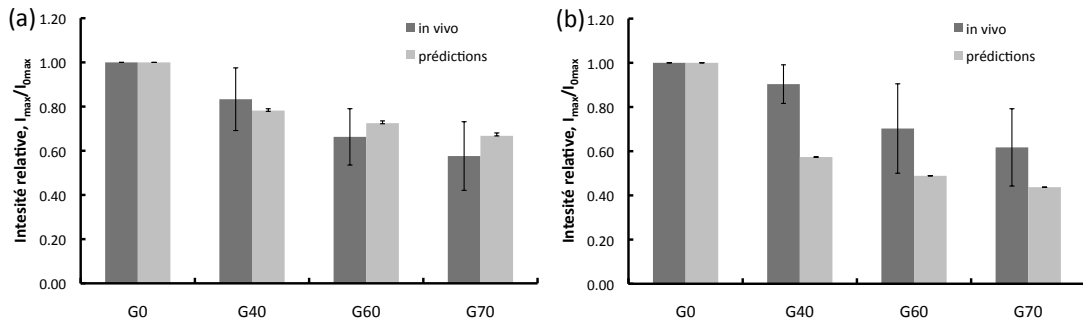 (a)
1.20
1.00
0.80
0.60
0.40
0.20
0.00
Intesité relative, Imax/I0max
in vivo
prédictions
G0 G40 G60 G70
(b)
1.20
1.00
0.80
0.60
0.40
0.20
0.00
Intesité relative, Imax/I0max
in vivo
prédictions
G0 G40 G60 G70